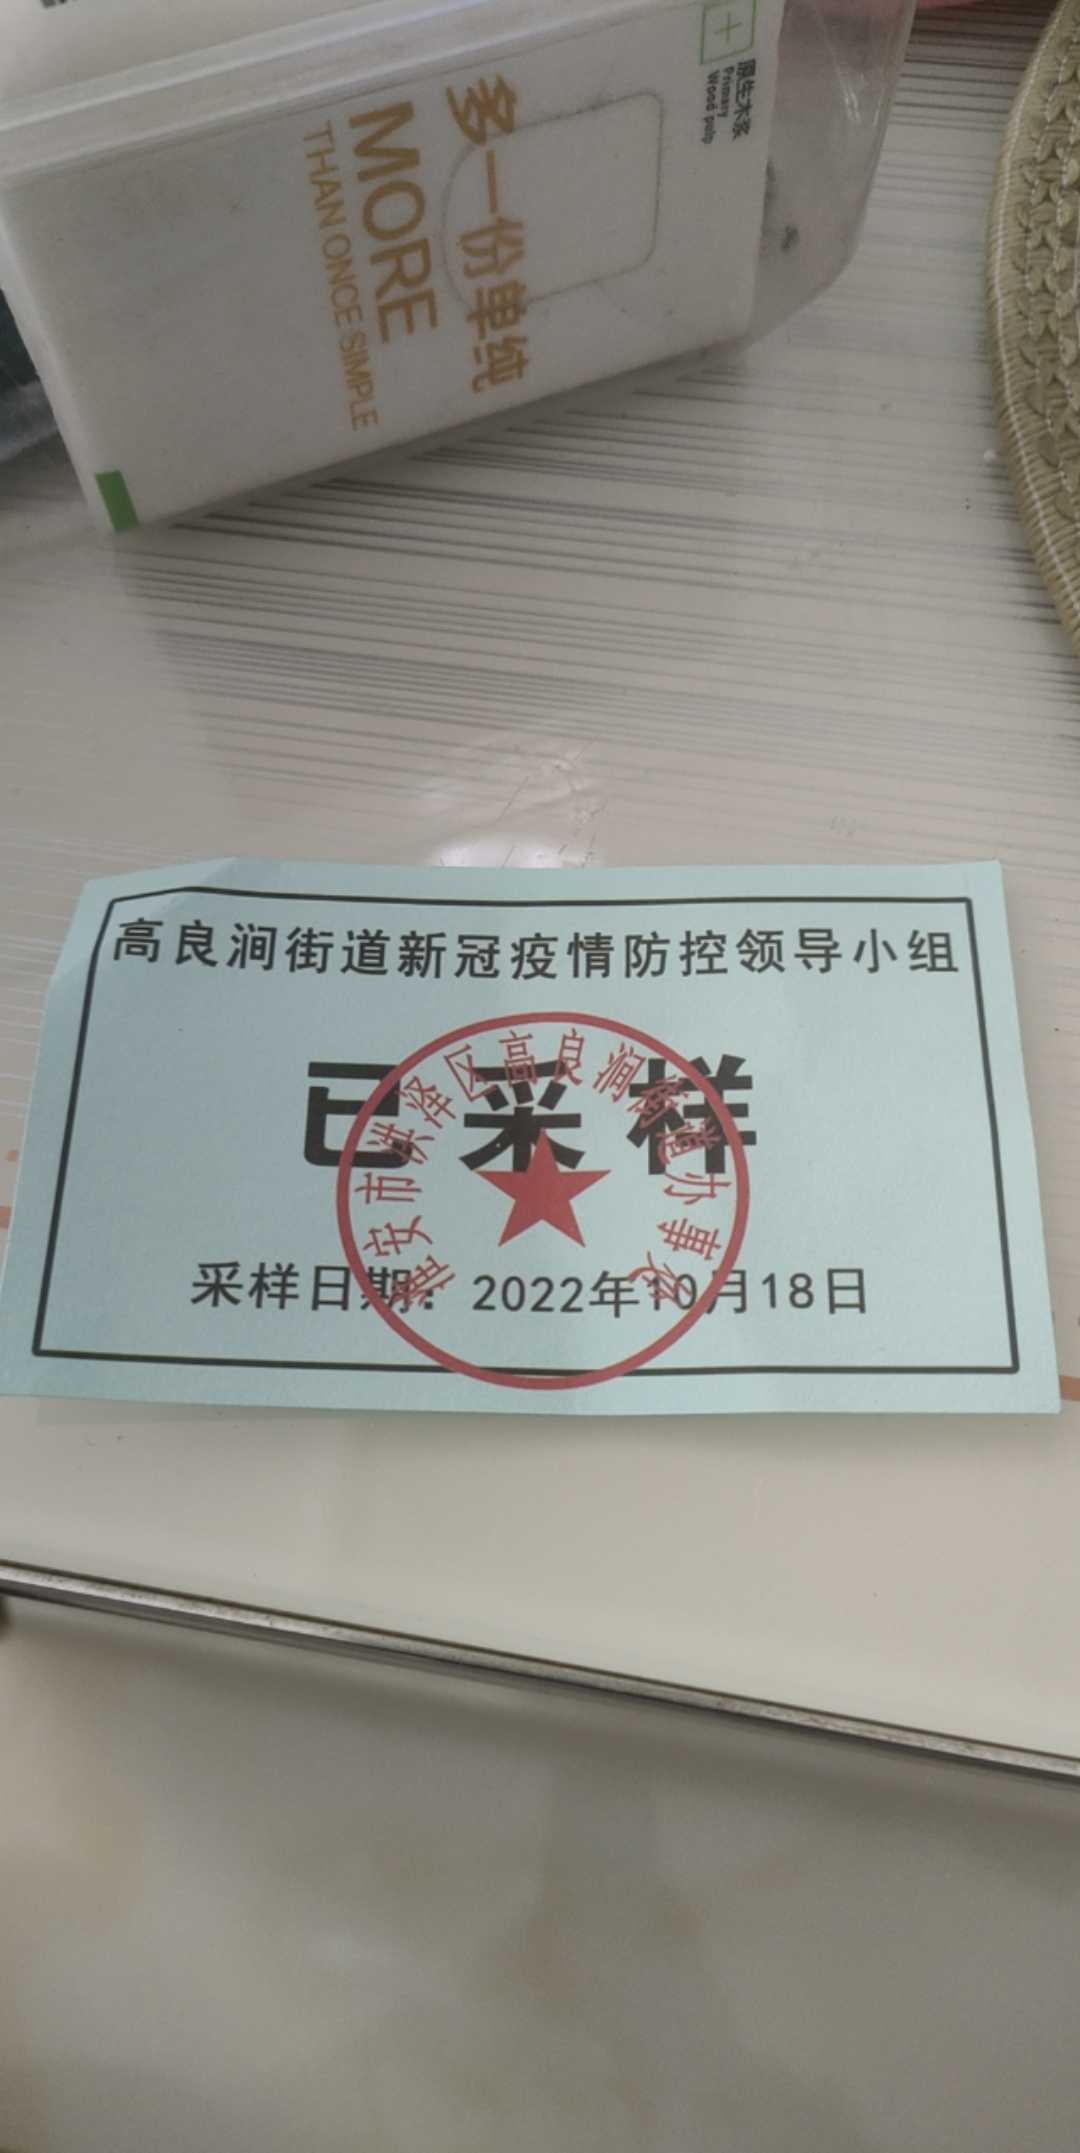 原生木浆
Primary
Wood pulp
多一份单纯
MORE
THAN ONCE SIMPLE
高良涧街道新冠疫情防控领导小组
已采样
淮安市洪泽区高良涧街道办事处
采样日期：2022年10月18日